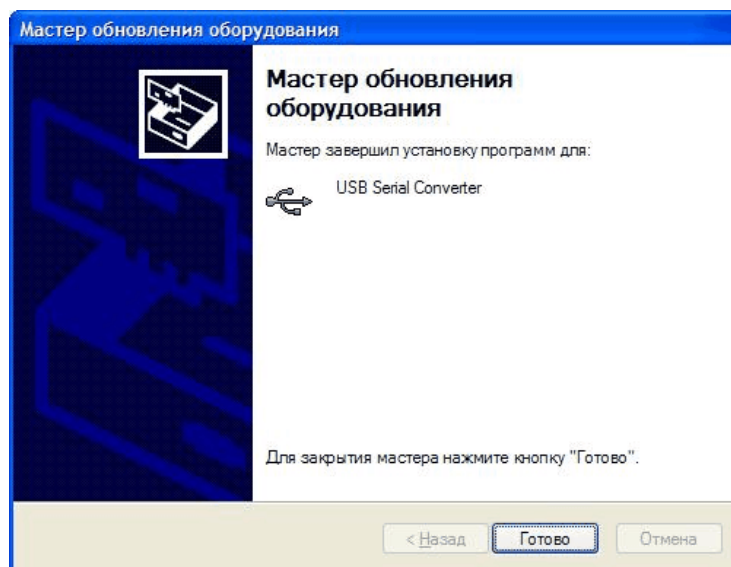 Мастер обновления оборудования
Мастер обновления
оборудования
Мастер завершил установку программ для:
USB Serial Converter
Для закрытия мастера нажмите кнопку "Готово".
< Назад
Готово
Отмена